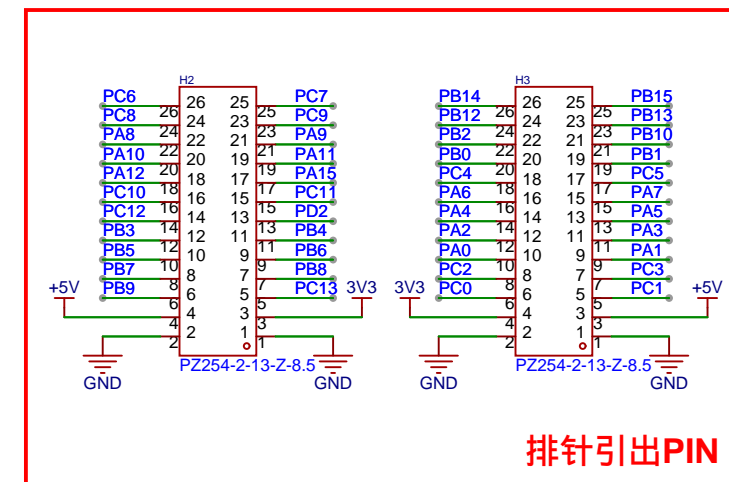 H2 H3
PC6 26 25 PC7 PB14 26 25 PB15
26 25 26 25
PC8 24 23 PC9 PB12 24 23 PB13
24 23 24 23
PA8 22 21 PA9 PB2 22 21 PB10
22 21 22 21
PA10 20 19 PA11 PB0 20 19 PB1
20 19 20 19
PA12 18 17 PA15 PC4 18 17 PC5
18 17 18 17
PC10 16 15 PC11 PA6 16 15 PA7
16 15 16 15
PC12 14 13 PD2 PA4 14 13 PA5
14 13 14 13
PB3 12 11 PB4 PA2 12 11 PA3
12 11 12 11
PB5 10 9 PB6 PA0 10 9 PA1
10 9 10 9
PB7 8 7 PB8 PC2 8 7 PC3
8 7 8 7
+5V PB9 6 5 PC13 3V3 3V3 PC0 6 5 PC1 +5V
6 5 6 5
4 3 4 3
4 3 4 3
2 1 2 1
2 1 2 1
PZ254-2-13-Z-8.5 PZ254-2-13-Z-8.5
GND GND GND GND
排针引出PIN